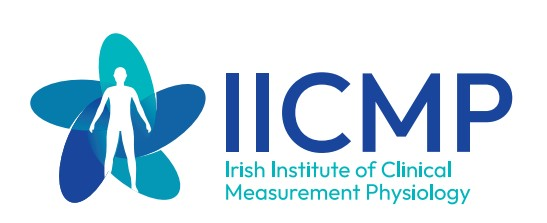 IICMP
Irish Institute of Clinical
Measurement Physiology